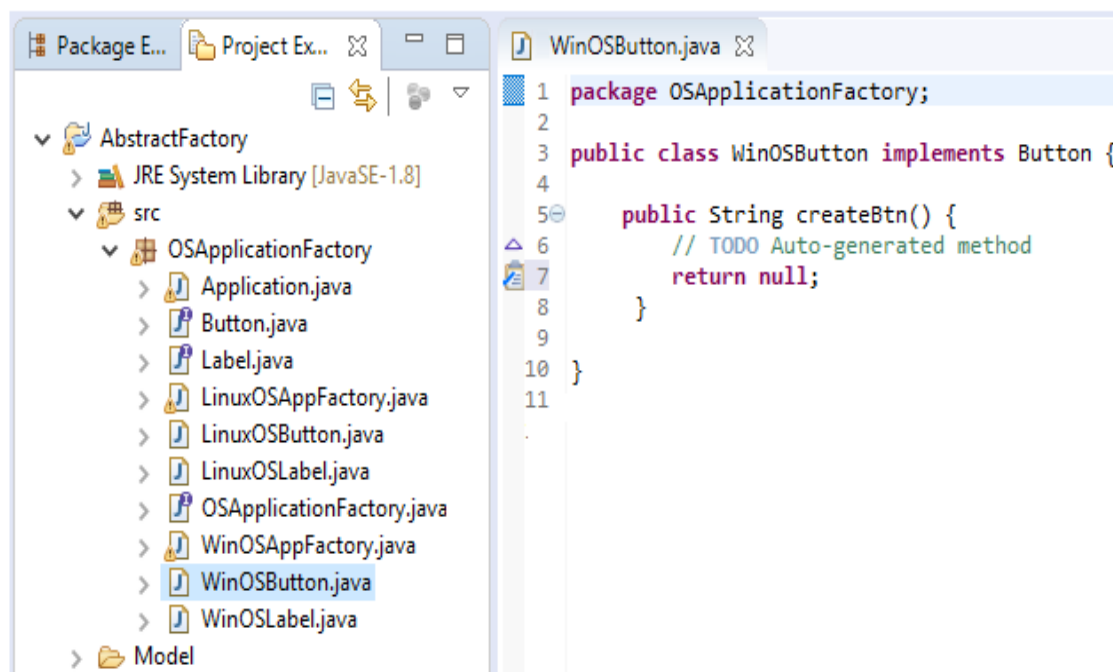 Package E... Project Ex...
AbstractFactory
JRE System Library [JavaSE-1.8]
src
OSApplicationFactory
Application.java
Button.java
Label.java
LinuxOSAppFactory.java
LinuxOSButton.java
LinuxOSLabel.java
OSApplicationFactory.java
WinOSAppFactory.java
WinOSButton.java
WinOSLabel.java
Model
WinOSButton.java
1 package OSApplicationFactory;
2
3 public class WinOSButton implements Button {
4
5 public String createBtn() {
6 // TODO Auto-generated method
7 return null;
8 }
9
10 }
11